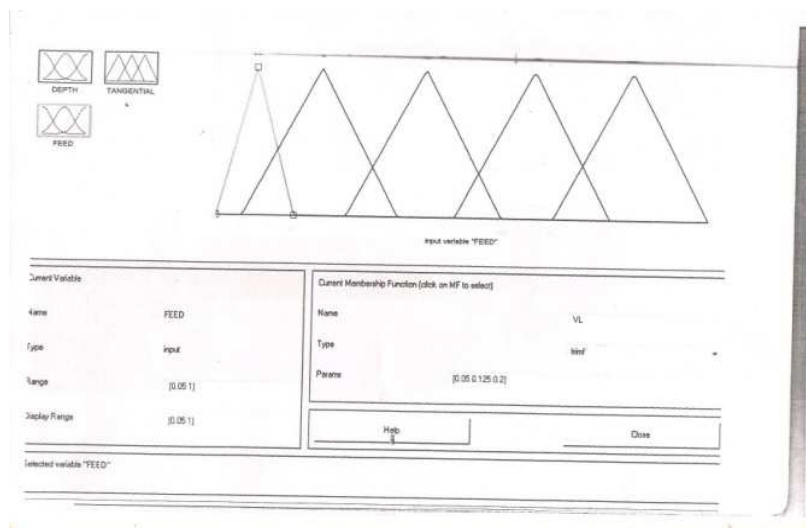 DEPTH
TANGENTIAL
FEED
input variable "FEED"
Current Variable
Name
FEED
Type
input
Range
[0.05 1]
Display Range
[0.05 1]
Current Membership Function (click on MF to select)
Name
VL
Type
trimf
Params
[0.05 0.125 0.2]
Help
Close
Selected variable "FEED"